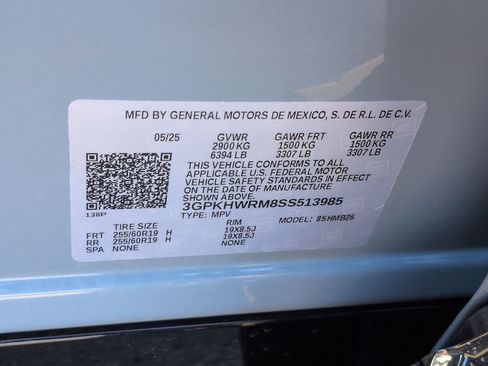 MFD BY GENERAL MOTORS DE MEXICO, S. DE R.L. DE C.V.
05/25 GVWR GAWR FRT GAWR RR
2900 KG 1500 KG 1500 KG
6394 LB 3307 LB 3307 LB
THIS VEHICLE CONFORMS TO ALL
APPLICABLE U.S. FEDERAL MOTOR
VEHICLE SAFETY STANDARDS IN EFFECT
ON THE DATE OF MANUFACTURE
SHOWN ABOVE.
3GPKHWRM8SS513985
138P TYPE: MPV MODEL: 85HMB26
TIRE SIZE RIM
FRT 255/60R19 H 19X8.5J
RR 255/60R19 H 19X8.5J
SPA NONE NONE